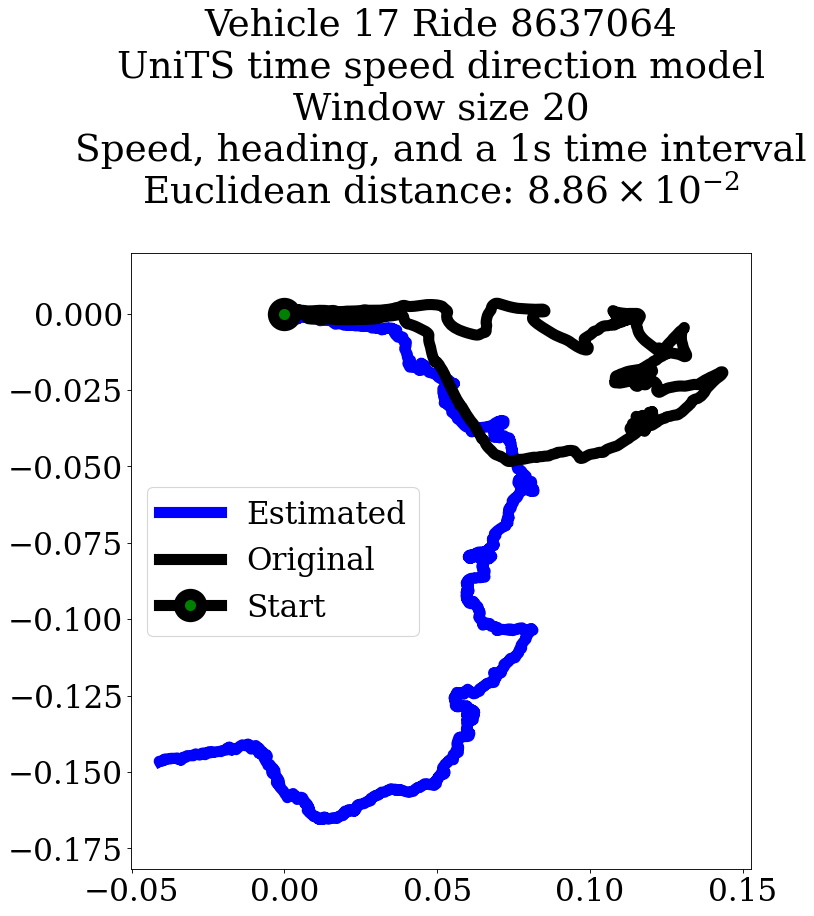 Vehicle 17 Ride 8637064
UniTS time speed direction model
Window size 20
Speed, heading, and a 1s time interval
Euclidean distance: 8.86 × 10⁻²
0.000
−0.025
−0.050
−0.075
−0.100
−0.125
−0.150
−0.175
Estimated
Original
Start
−0.05 0.00 0.05 0.10 0.15